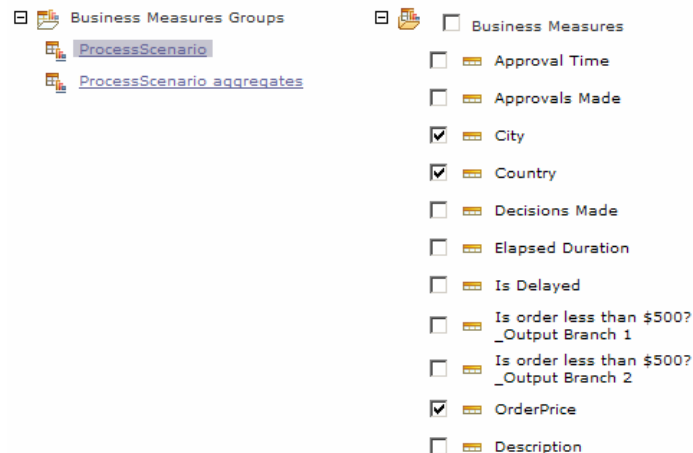 Business Measures Groups
ProcessScenario
ProcessScenario aggregates
Business Measures
Approval Time
Approvals Made
City
Country
Decisions Made
Elapsed Duration
Is Delayed
Is order less than $500?
_Output Branch 1
Is order less than $500?
_Output Branch 2
OrderPrice
Description